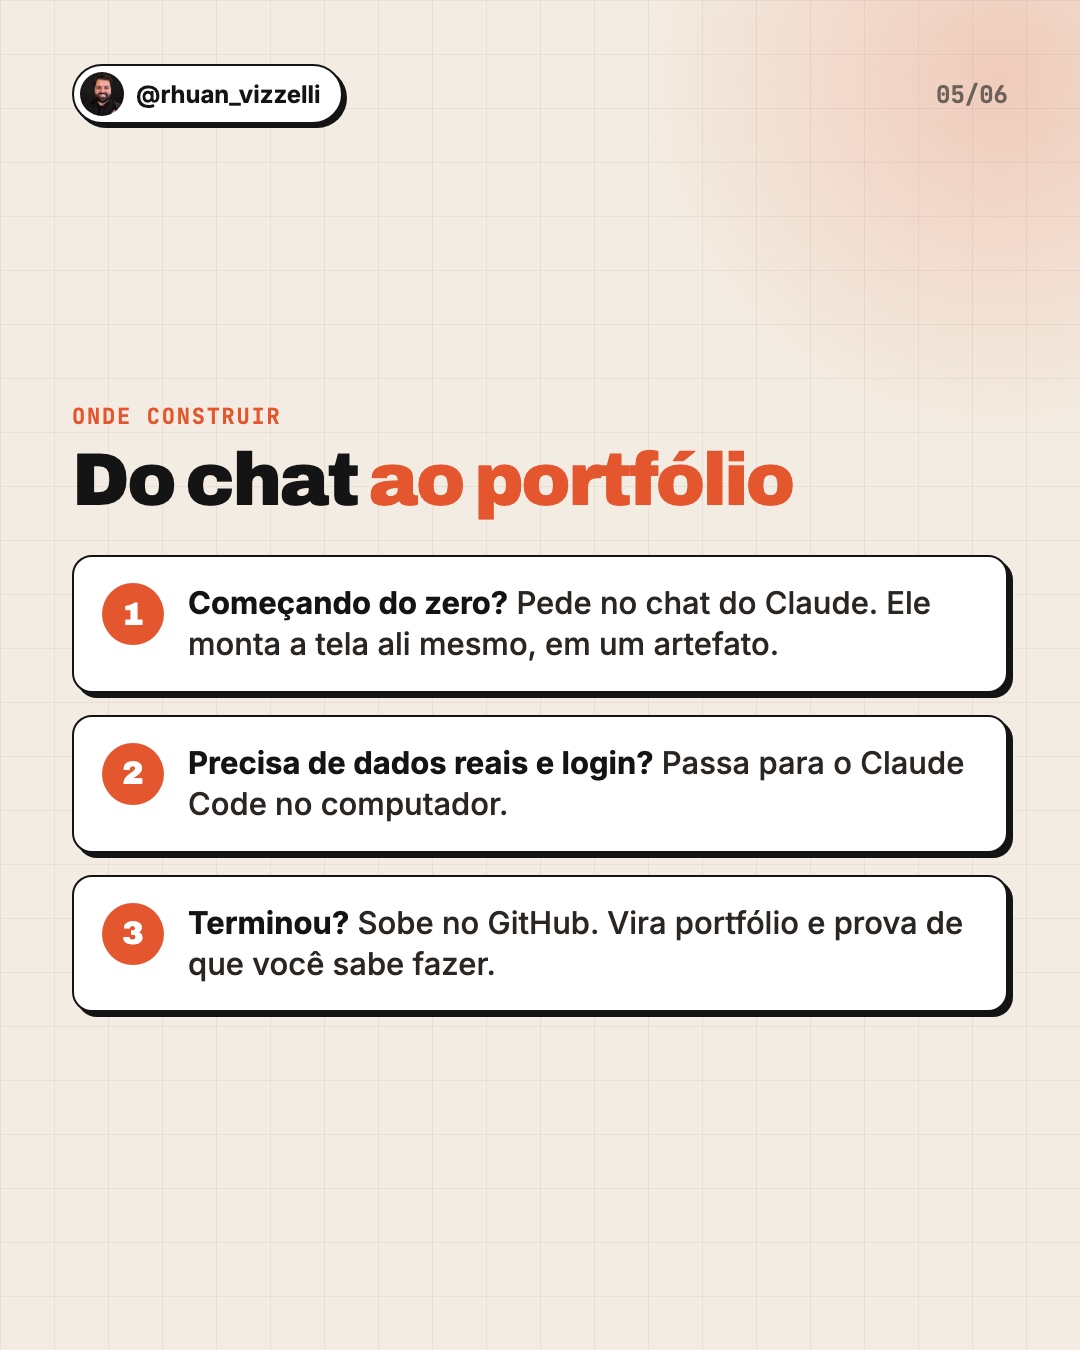 @rhuan_vizzelli
05/06
ONDE CONSTRUIR
Do chat ao portfólio
1
Começando do zero? Pede no chat do Claude. Ele
monta a tela ali mesmo, em um artefato.
2
Precisa de dados reais e login? Passa para o Claude
Code no computador.
3
Terminou? Sobe no GitHub. Vira portfólio e prova de
que você sabe fazer.